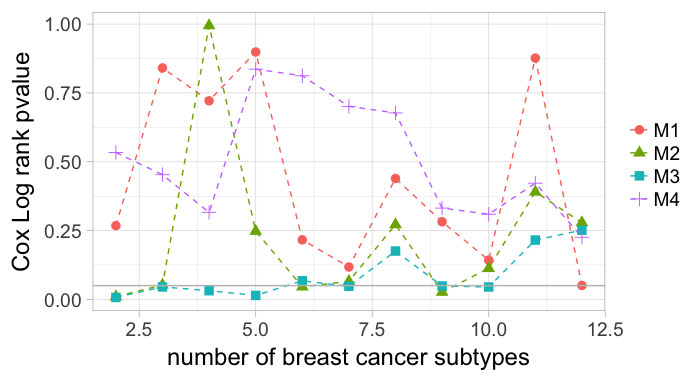 Cox Log rank pvalue
1.00
0.75
0.50
0.25
0.00
2.5 5.0 7.5 10.0 12.5
number of breast cancer subtypes
M1
M2
M3
M4